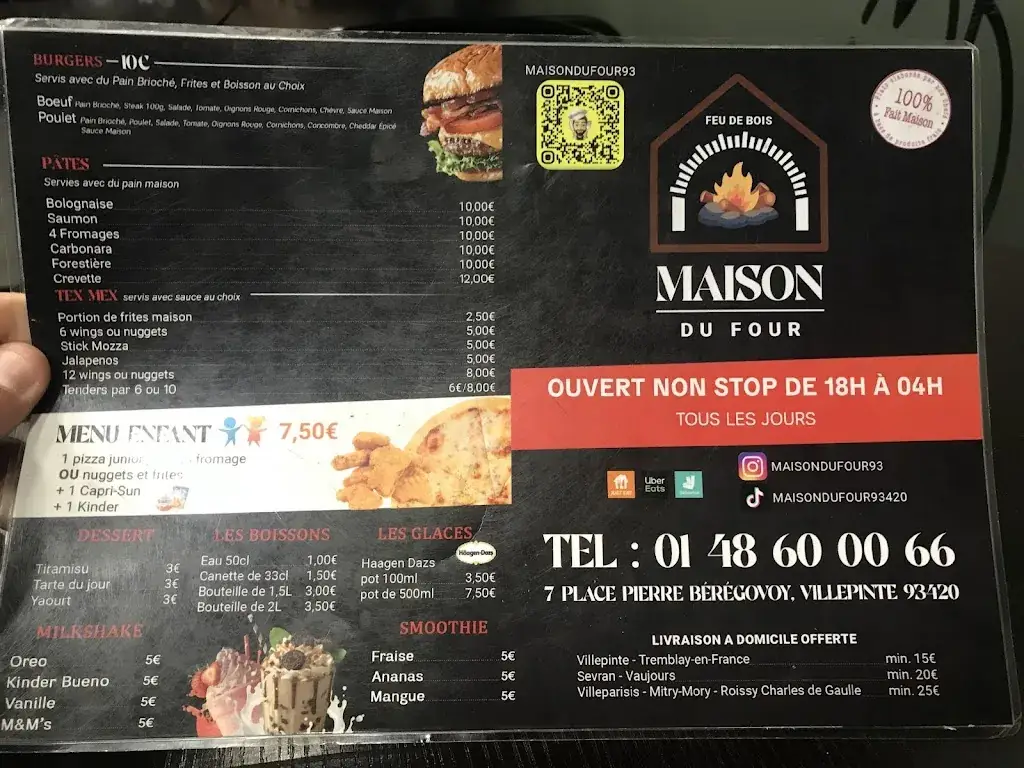 BURGERS — 10€
Servis avec du Pain Brioché, Frites et Boisson au Choix
Boeuf Pain Brioché, Steak 100g, Salade, Tomate, Oignons Rouge, Cornichons, Chèvre, Sauce Maison
Poulet Pain Brioché, Poulet, Salade, Tomate, Oignons Rouge, Cornichons, Concombre, Cheddar Épicé
Sauce Maison
PÂTES
Servies avec du pain maison
Bolognaise 10,00€
Saumon 10,00€
4 Fromages 10,00€
Carbonara 10,00€
Forestière 10,00€
Crevette 12,00€
TEX MEX servis avec sauce au choix
Portion de frites maison 2,50€
6 wings ou nuggets 5,00€
Stick Mozza 5,00€
Jalapenos 5,00€
12 wings ou nuggets 8,00€
Tenders par 6 ou 10 6€/8,00€
MENU ENFANT 7,50€
1 pizza junior fromage
OU nuggets et frites
+ 1 Capri-Sun
+ 1 Kinder
DESSERT
Tiramisu 3€
Tarte du jour 3€
Yaourt 3€
LES BOISSONS
Eau 50cl 1,00€
Canette de 33cl 1,50€
Bouteille de 1,5L 3,00€
Bouteille de 2L 3,50€
LES GLACES
Häagen-Dazs
Haagen Dazs
pot 100ml 3,50€
pot de 500ml 7,50€
MILKSHAKE
Oreo 5€
Kinder Bueno 5€
Vanille 5€
M&M's 5€
SMOOTHIE
Fraise 5€
Ananas 5€
Mangue 5€
MAISONDUFOUR93
FEU DE BOIS
100%
Fait Maison
MAISON
DU FOUR
OUVERT NON STOP DE 18H À 04H
TOUS LES JOURS
JUST EAT
Uber
Eats
deliveroo
MAISONDUFOUR93
MAISONDUFOUR93420
TEL : 01 48 60 00 66
7 PLACE PIERRE BÉRÉGOVOY, VILLEPINTE 93420
LIVRAISON A DOMICILE OFFERTE
Villepinte - Tremblay-en-France min. 15€
Sevran - Vaujours min. 20€
Villeparisis - Mitry-Mory - Roissy Charles de Gaulle min. 25€